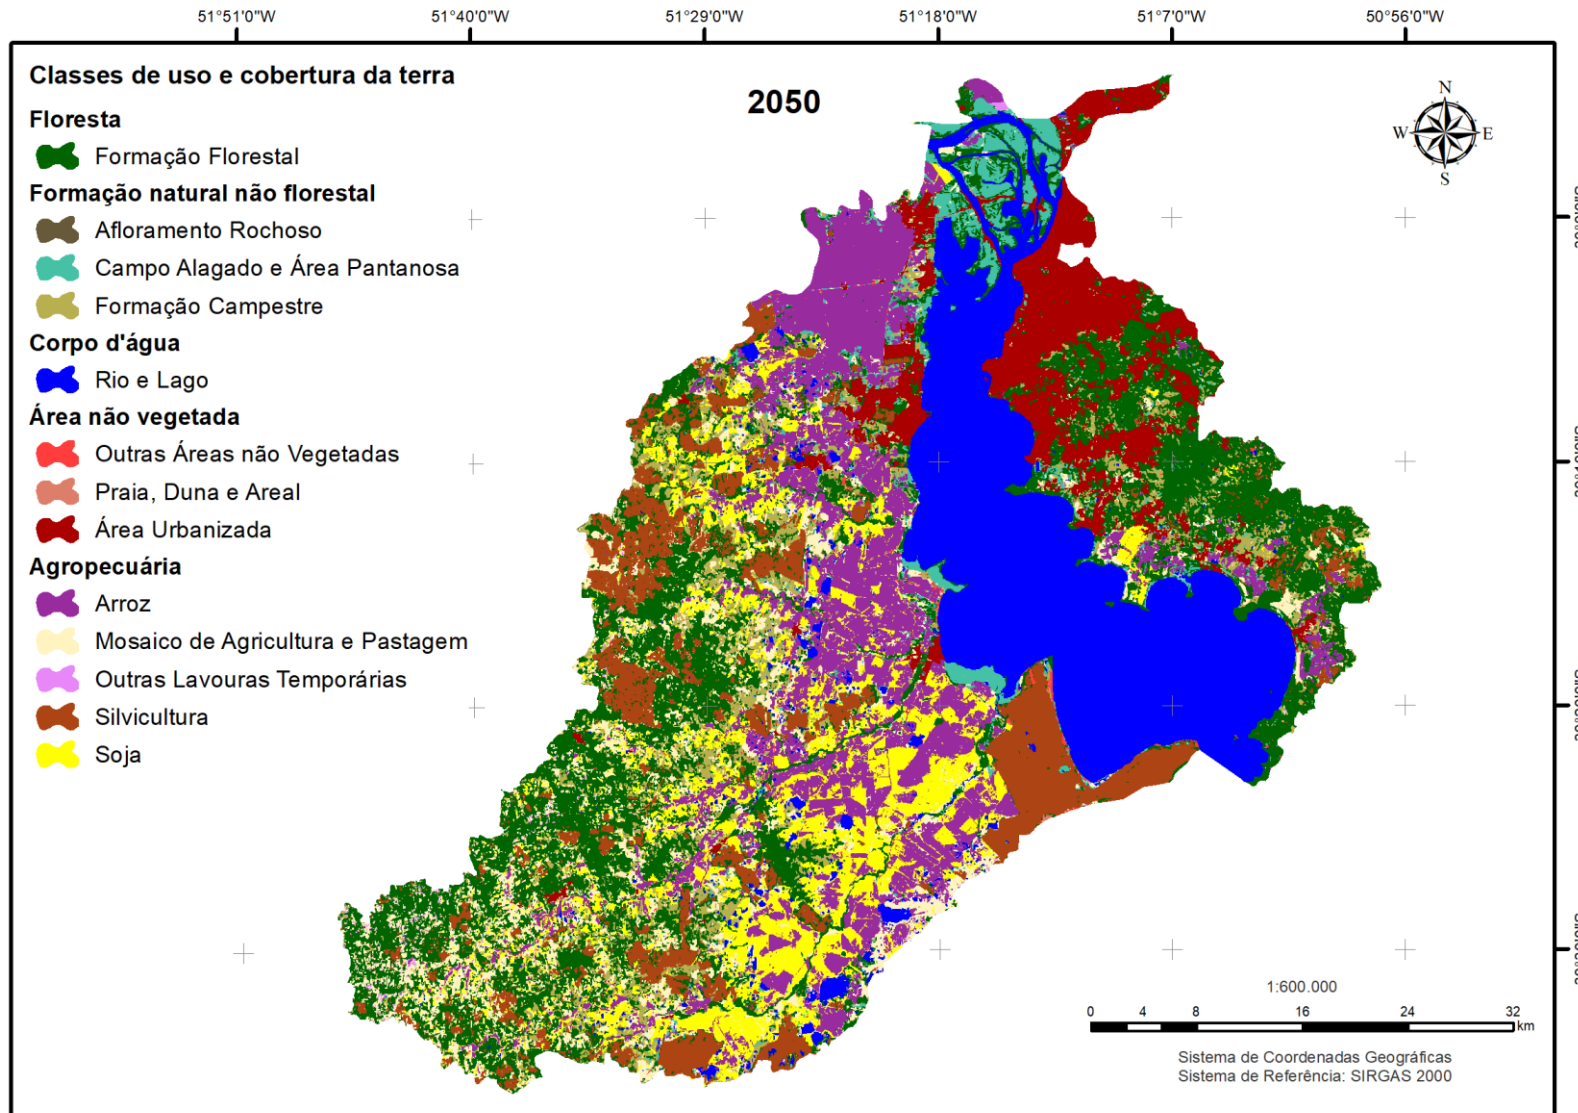 51°51'0"W 51°40'0"W 51°29'0"W 51°18'0"W 51°7'0"W 50°56'0"W
Classes de uso e cobertura da terra
2050
Floresta
Formação Florestal
Formação natural não florestal
Afloramento Rochoso
Campo Alagado e Área Pantanosa
Formação Campestre
Corpo d'água
Rio e Lago
Área não vegetada
Outras Áreas não Vegetadas
Praia, Duna e Areal
Área Urbanizada
Agropecuária
Arroz
Mosaico de Agricultura e Pastagem
Outras Lavouras Temporárias
Silvicultura
Soja
N
W E
S
1:600.000
0 4 8 16 24 32
km
Sistema de Coordenadas Geográficas
Sistema de Referência: SIRGAS 2000